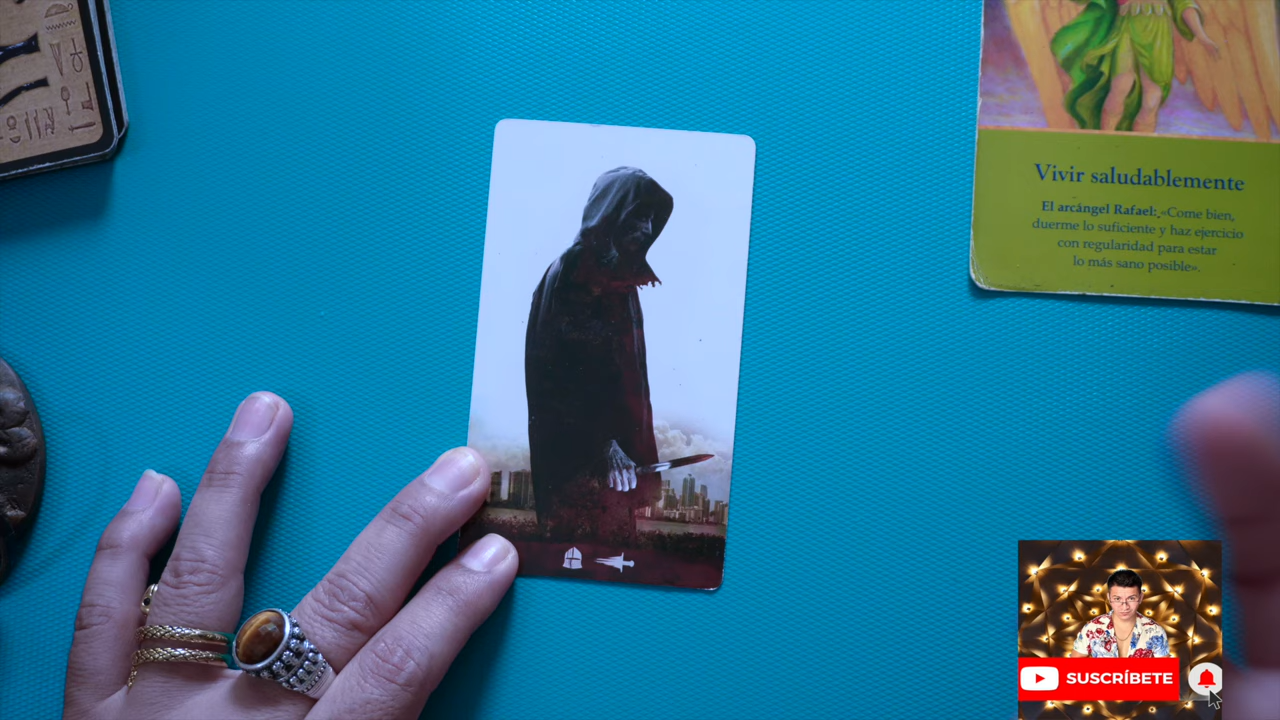 Vivir saludablemente
El arcángel Rafael: «Come bien,
duerme lo suficiente y haz ejercicio
con regularidad para estar
lo más sano posible».
SUSCRÍBETE